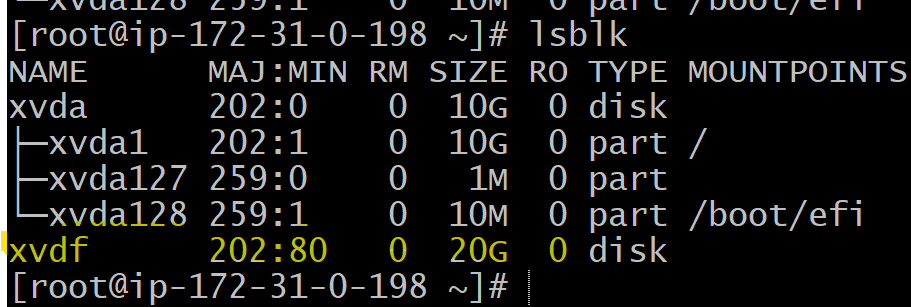 └─xvda128 259:1    0   10M  0 part /boot/efi
[root@ip-172-31-0-198 ~]# lsblk
NAME      MAJ:MIN RM SIZE RO TYPE MOUNTPOINTS
xvda      202:0    0  10G  0 disk
├─xvda1   202:1    0  10G  0 part /
├─xvda127 259:0    0   1M  0 part
└─xvda128 259:1    0  10M  0 part /boot/efi
xvdf      202:80   0  20G  0 disk
[root@ip-172-31-0-198 ~]#